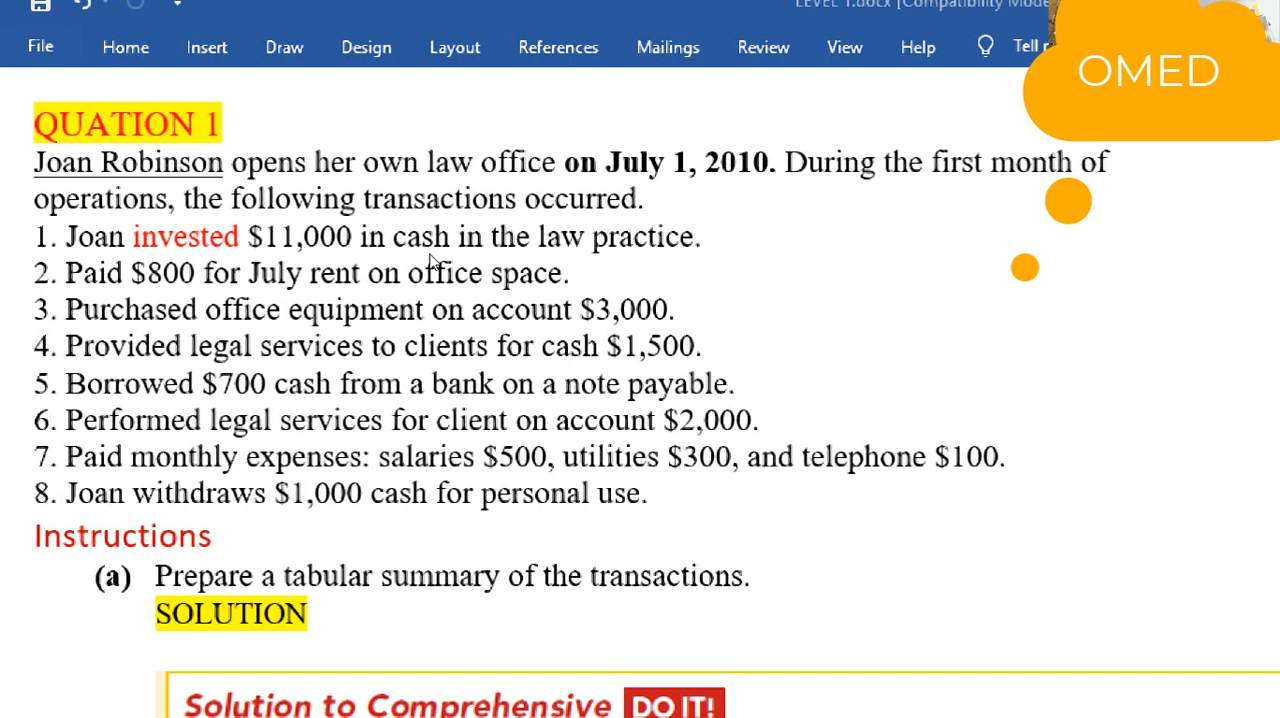 LEVEL 1.docx [Compatibility Mode
File Home Insert Draw Design Layout References Mailings Review View Help Tell
OMED
QUATION 1
Joan Robinson opens her own law office on July 1, 2010. During the first month of
operations, the following transactions occurred.
1. Joan invested $11,000 in cash in the law practice.
2. Paid $800 for July rent on office space.
3. Purchased office equipment on account $3,000.
4. Provided legal services to clients for cash $1,500.
5. Borrowed $700 cash from a bank on a note payable.
6. Performed legal services for client on account $2,000.
7. Paid monthly expenses: salaries $500, utilities $300, and telephone $100.
8. Joan withdraws $1,000 cash for personal use.
Instructions
(a) Prepare a tabular summary of the transactions.
SOLUTION
Solution to Comprehensive DO IT!